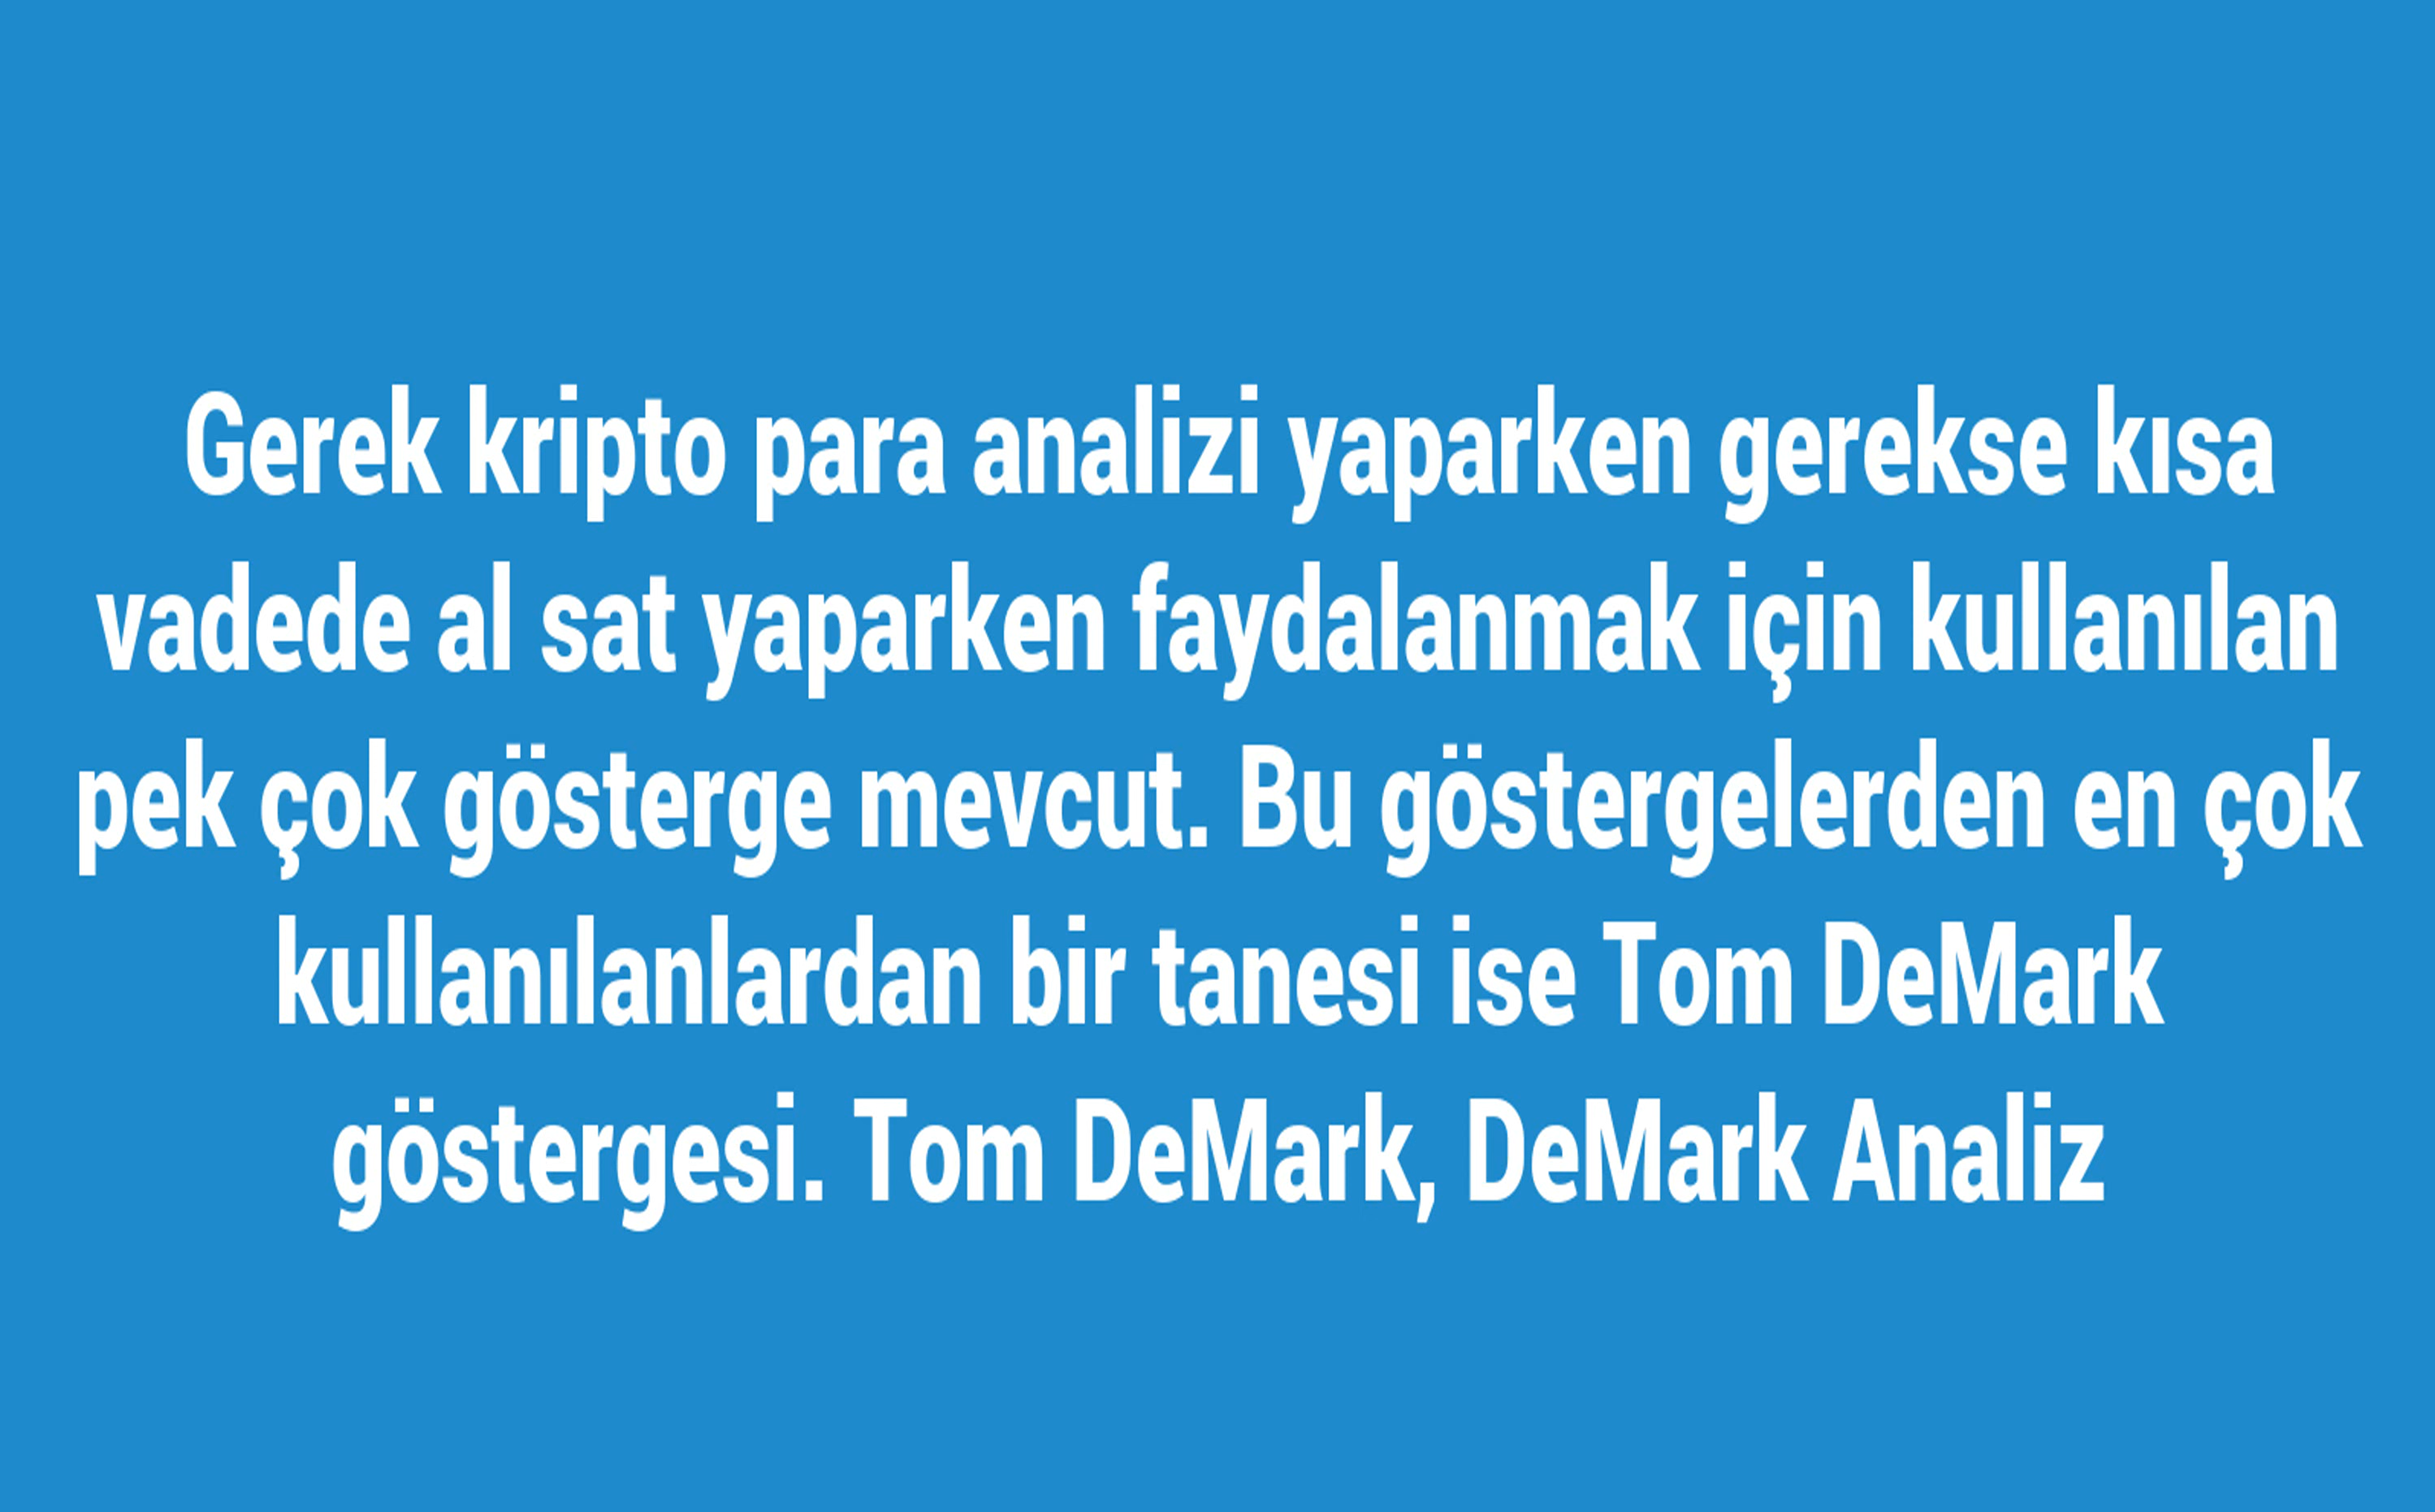 Gerek kripto para analizi yaparken gerekse kısa
vadede al sat yaparken faydalanmak için kullanılan
pek çok gösterge mevcut. Bu göstergelerden en çok
kullanılanlardan bir tanesi ise Tom DeMark
göstergesi. Tom DeMark, DeMark Analiz